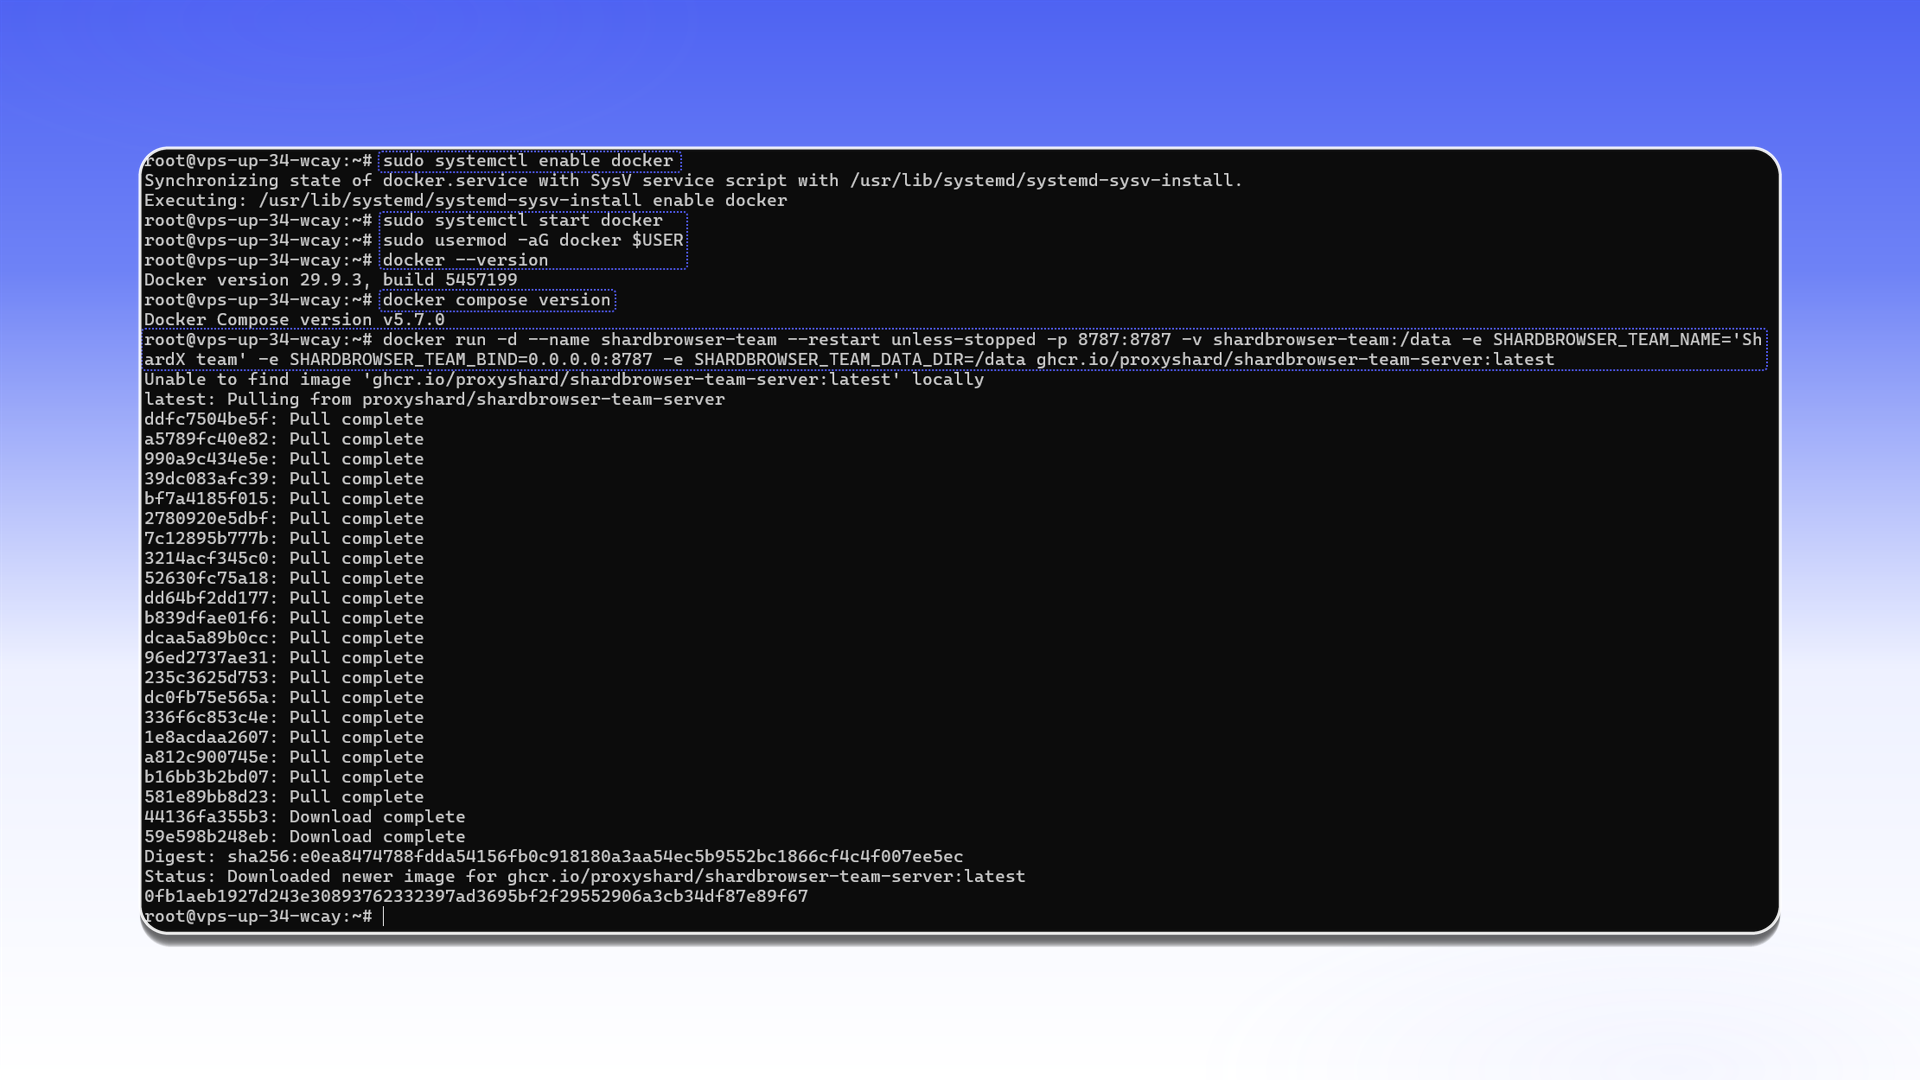 root@vps-up-34-wcay:~# sudo systemctl enable docker
Synchronizing state of docker.service with SysV service script with /usr/lib/systemd/systemd-sysv-install.
Executing: /usr/lib/systemd/systemd-sysv-install enable docker
root@vps-up-34-wcay:~# sudo systemctl start docker
root@vps-up-34-wcay:~# sudo usermod -aG docker $USER
root@vps-up-34-wcay:~# docker --version
Docker version 29.9.3, build 5457199
root@vps-up-34-wcay:~# docker compose version
Docker Compose version v5.7.0
root@vps-up-34-wcay:~# docker run -d --name shardbrowser-team --restart unless-stopped -p 8787:8787 -v shardbrowser-team:/data -e SHARDBROWSER_TEAM_NAME='Sh
ardX team' -e SHARDBROWSER_TEAM_BIND=0.0.0.0:8787 -e SHARDBROWSER_TEAM_DATA_DIR=/data ghcr.io/proxyshard/shardbrowser-team-server:latest
Unable to find image 'ghcr.io/proxyshard/shardbrowser-team-server:latest' locally
latest: Pulling from proxyshard/shardbrowser-team-server
ddfc7504be5f: Pull complete
a5789fc40e82: Pull complete
990a9c434e5e: Pull complete
39dc083afc39: Pull complete
bf7a4185f015: Pull complete
2780920e5dbf: Pull complete
7c12895b777b: Pull complete
3214acf345c0: Pull complete
52630fc75a18: Pull complete
dd64bf2dd177: Pull complete
b839dfae01f6: Pull complete
dcaa5a89b0cc: Pull complete
96ed2737ae31: Pull complete
235c3625d753: Pull complete
dc0fb75e565a: Pull complete
336f6c853c4e: Pull complete
1e8acdaa2607: Pull complete
a812c900745e: Pull complete
b16bb3b2bd07: Pull complete
581e89bb8d23: Pull complete
44136fa355b3: Download complete
59e598b248eb: Download complete
Digest: sha256:e0ea8474788fdda54156fb0c918180a3aa54ec5b9552bc1866cf4c4f007ee5ec
Status: Downloaded newer image for ghcr.io/proxyshard/shardbrowser-team-server:latest
0fb1aeb1927d243e30893762332397ad3695bf2f29552906a3cb34df87e89f67
root@vps-up-34-wcay:~#